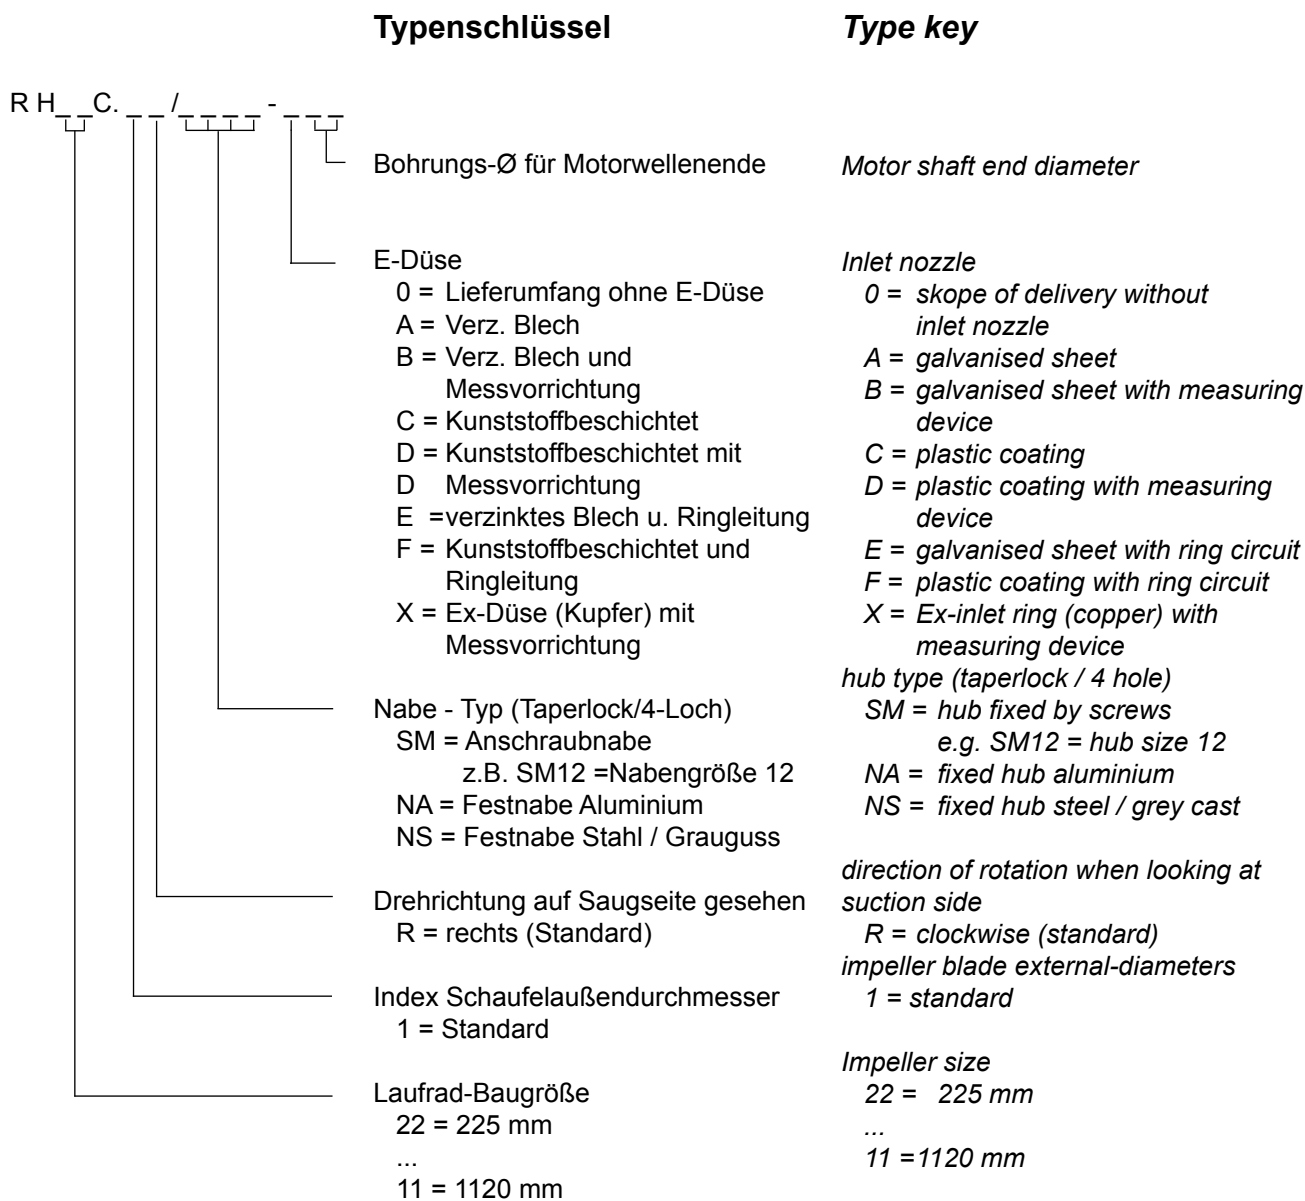 Typenschlüssel
Type key
R H_ _C. _ _ /_ _ _ _ - _ _ _
Bohrungs-Ø für Motorwellenende
Motor shaft end diameter
E-Düse
0 = Lieferumfang ohne E-Düse
A = Verz. Blech
B = Verz. Blech und
Messvorrichtung
C = Kunststoffbeschichtet
D = Kunststoffbeschichtet mit
D Messvorrichtung
E =verzinktes Blech u. Ringleitung
F = Kunststoffbeschichtet und
Ringleitung
X = Ex-Düse (Kupfer) mit
Messvorrichtung
Inlet nozzle
0 = skope of delivery without
inlet nozzle
A = galvanised sheet
B = galvanised sheet with measuring
device
C = plastic coating
D = plastic coating with measuring
device
E = galvanised sheet with ring circuit
F = plastic coating with ring circuit
X = Ex-inlet ring (copper) with
measuring device
Nabe - Typ (Taperlock/4-Loch)
SM = Anschraubnabe
z.B. SM12 =Nabengröße 12
NA = Festnabe Aluminium
NS = Festnabe Stahl / Grauguss
hub type (taperlock / 4 hole)
SM = hub fixed by screws
e.g. SM12 = hub size 12
NA = fixed hub aluminium
NS = fixed hub steel / grey cast
Drehrichtung auf Saugseite gesehen
R = rechts (Standard)
direction of rotation when looking at
suction side
R = clockwise (standard)
Index Schaufelaußendurchmesser
1 = Standard
impeller blade external-diameters
1 = standard
Laufrad-Baugröße
22 = 225 mm
...
11 = 1120 mm
Impeller size
22 = 225 mm
...
11 =1120 mm